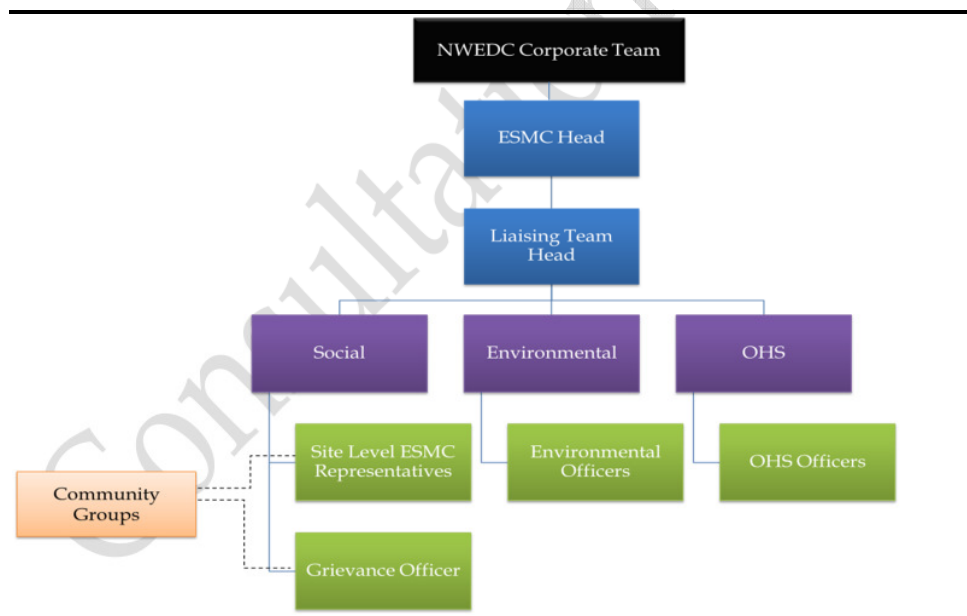 NWEDC Corporate Team
ESMC Head
Liaising Team
Head
Social
Environmental
OHS
Site Level ESMC
Representatives
Environmental
Officers
OHS Officers
Community
Groups
Grievance Officer
Consultation